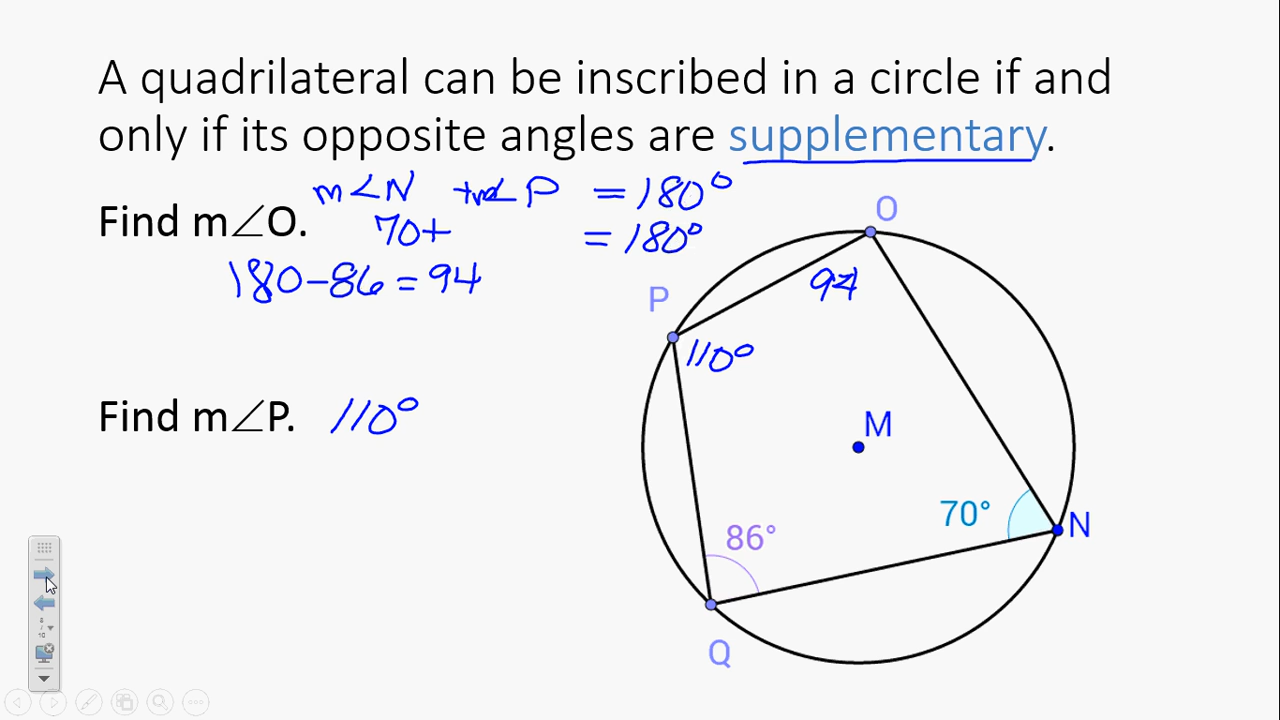 A quadrilateral can be inscribed in a circle if and
only if its opposite angles are supplementary.
m∠N + m∠P = 180°
Find m∠O. 70+ = 180°
180-86 = 94
Find m∠P. 110°
O
94
P
110°
M
70°
N
86°
Q